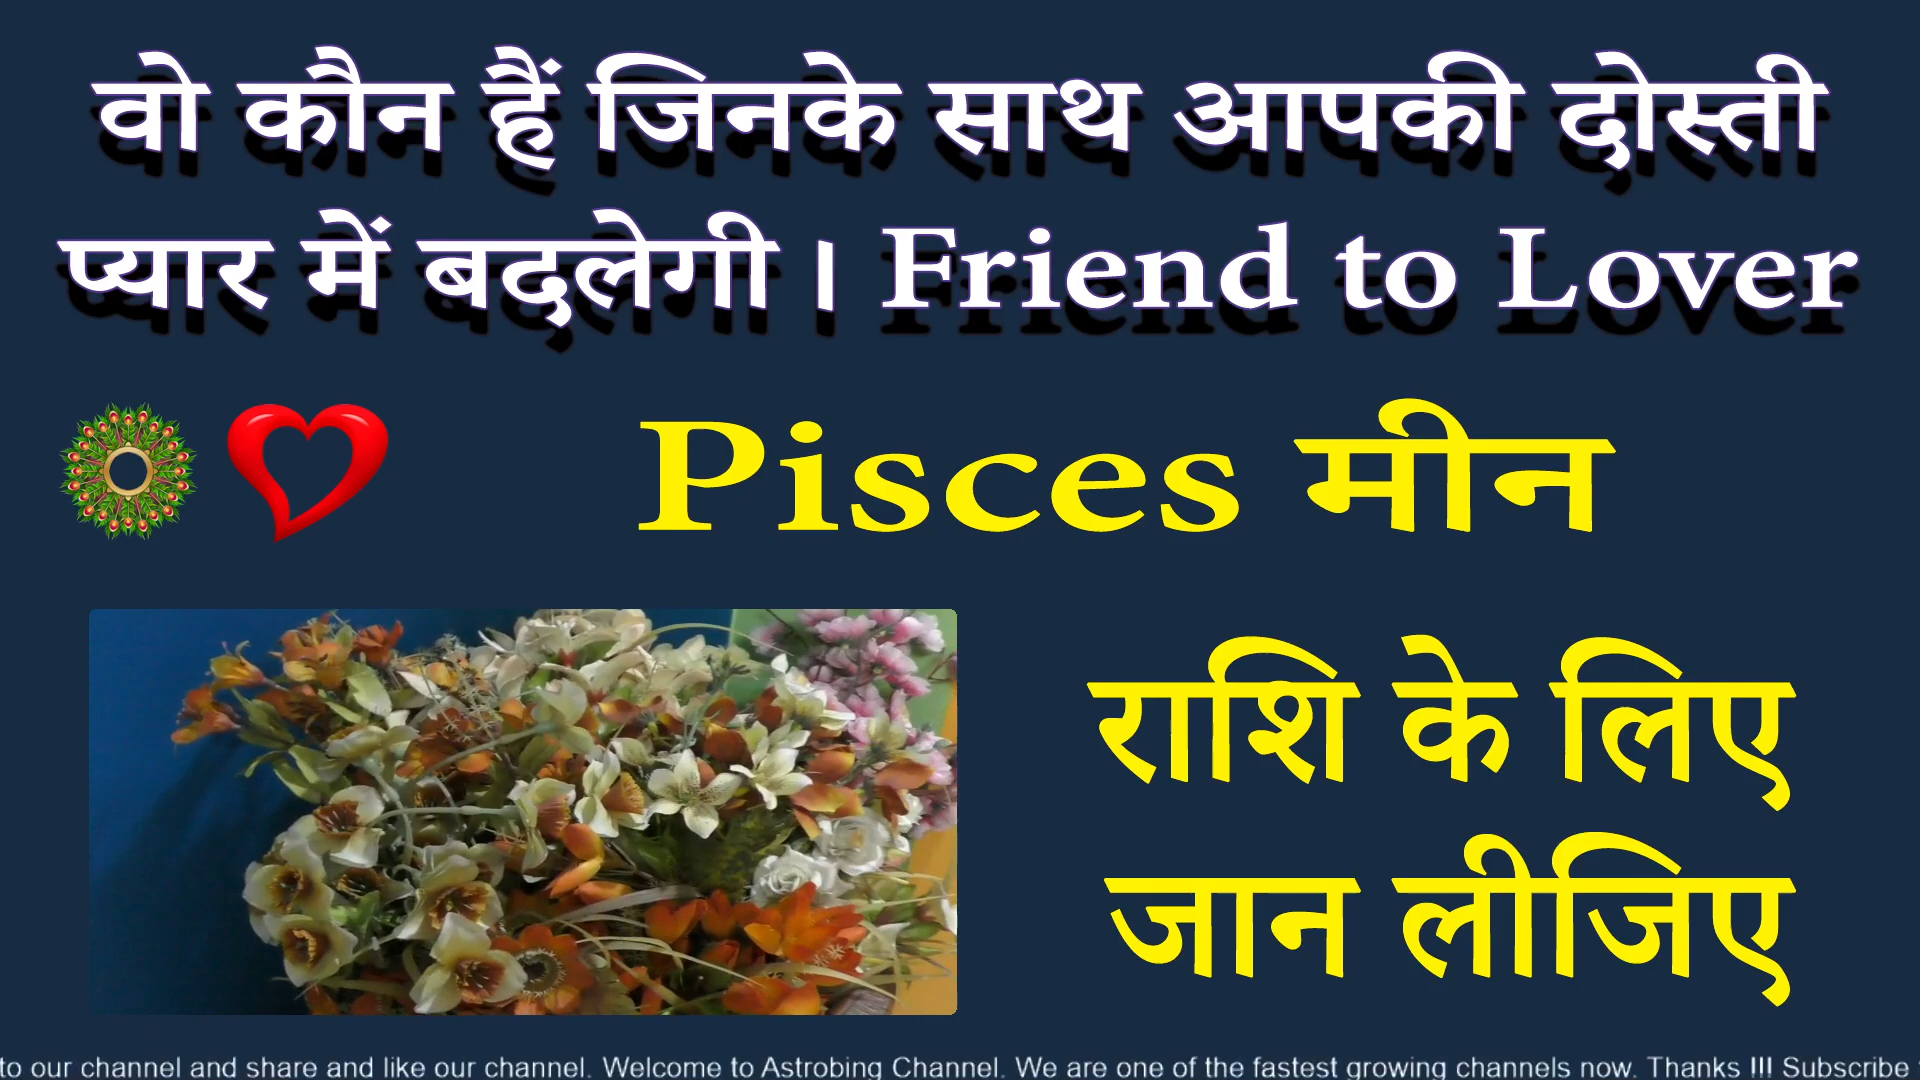 वो कौन हैं जिनके साथ आपकी दोस्ती
प्यार में बदलेगी । Friend to Lover
Pisces मीन
राशि के लिए
जान लीजिए
to our channel and share and like our channel. Welcome to Astrobing Channel. We are one of the fastest growing channels now. Thanks !!! Subscribe